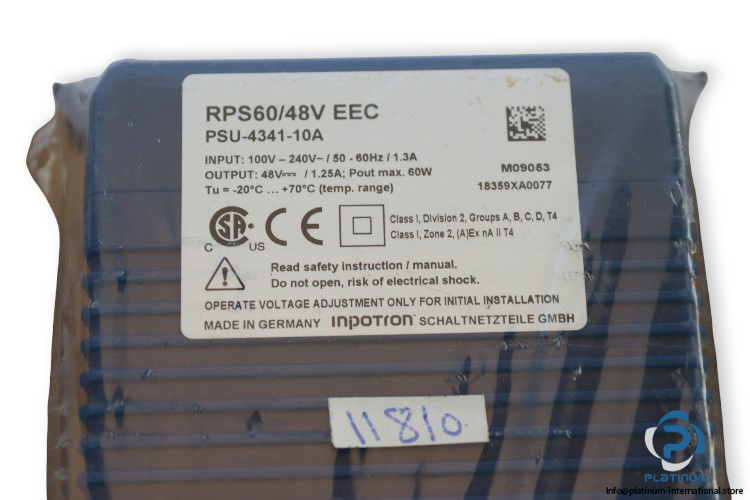 RPS60/48V EEC
PSU-4341-10A
INPUT: 100V – 240V~ / 50 - 60Hz / 1.3A
OUTPUT: 48V⎓ / 1.25A; Pout max. 60W
Tu = -20°C ... +70°C (temp. range)
M09053
18359XA0077
C SA US CE
Class I, Division 2, Groups A, B, C, D, T4
Class I, Zone 2, (A)Ex nA II T4
Read safety instruction / manual.
Do not open, risk of electrical shock.
OPERATE VOLTAGE ADJUSTMENT ONLY FOR INITIAL INSTALLATION
MADE IN GERMANY inpotron SCHALTNETZTEILE GMBH
11810
PLATINUM
Info@platinum-international.store